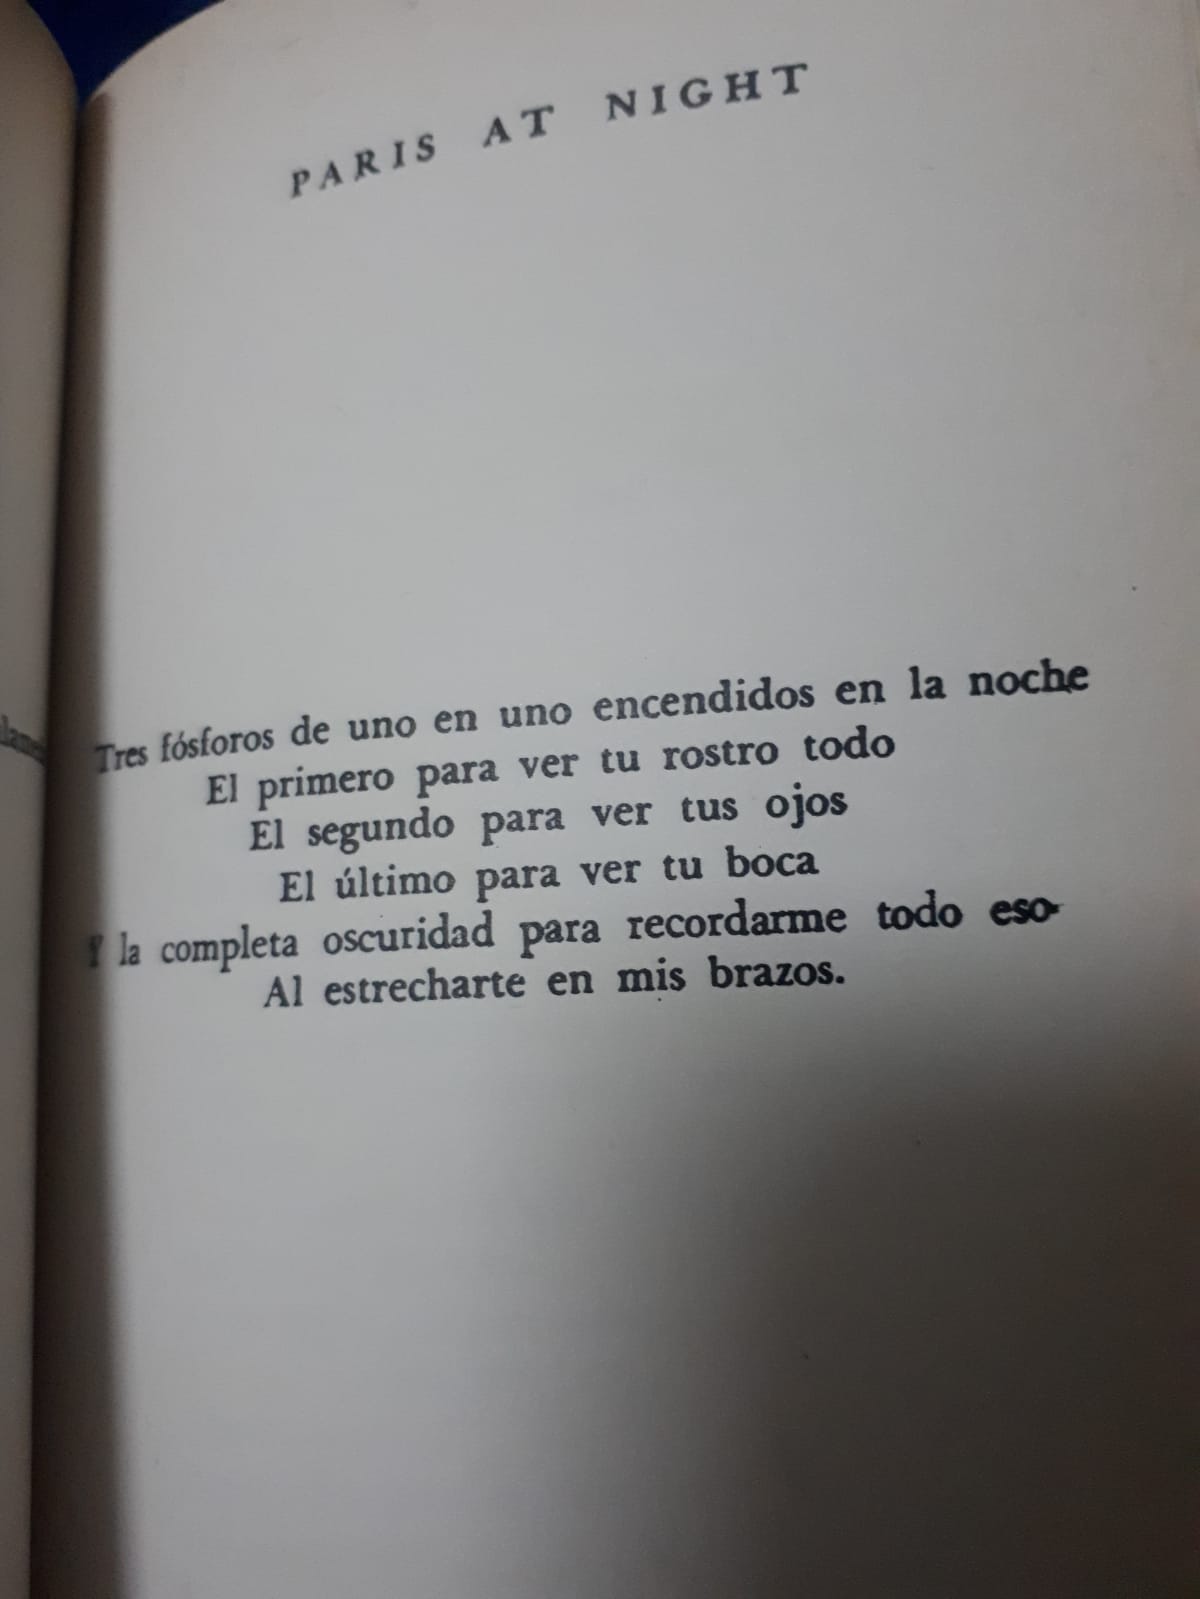 PARIS AT NIGHT
Tres fósforos de uno en uno encendidos en la noche
El primero para ver tu rostro todo
El segundo para ver tus ojos
El último para ver tu boca
Y la completa oscuridad para recordarme todo eso
Al estrecharte en mis brazos.